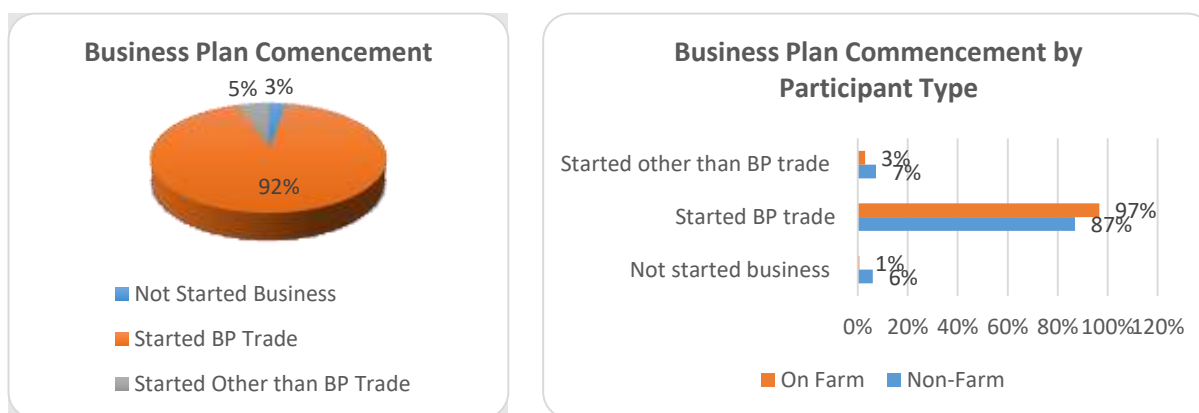 Business Plan Comencement
5% 3%
92%
Not Started Business
Started BP Trade
Started Other than BP Trade
Business Plan Commencement by
Participant Type
Started other than BP trade
3%
7%
Started BP trade
97%
87%
Not started business
1%
6%
0% 20% 40% 60% 80% 100% 120%
On Farm Non-Farm